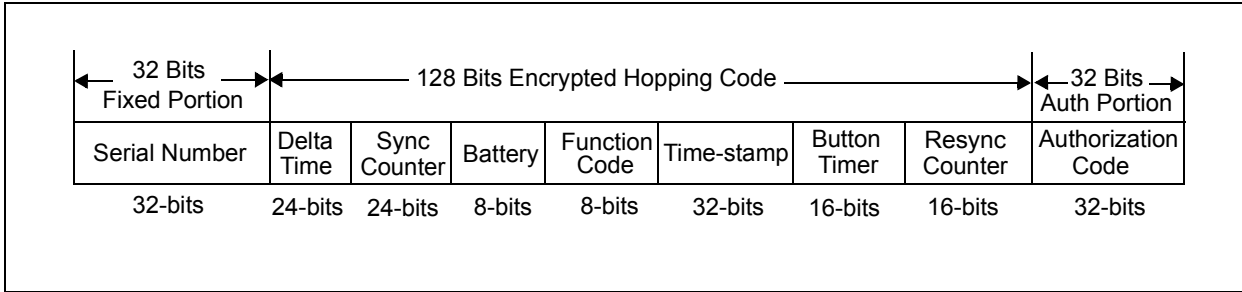 32 Bits
Fixed Portion
128 Bits Encrypted Hopping Code
32 Bits
Auth Portion
Serial Number
Delta
Time
Sync
Counter
Battery
Function
Code
Time-stamp
Button
Timer
Resync
Counter
Authorization
Code
32-bits
24-bits
24-bits
8-bits
8-bits
32-bits
16-bits
16-bits
32-bits